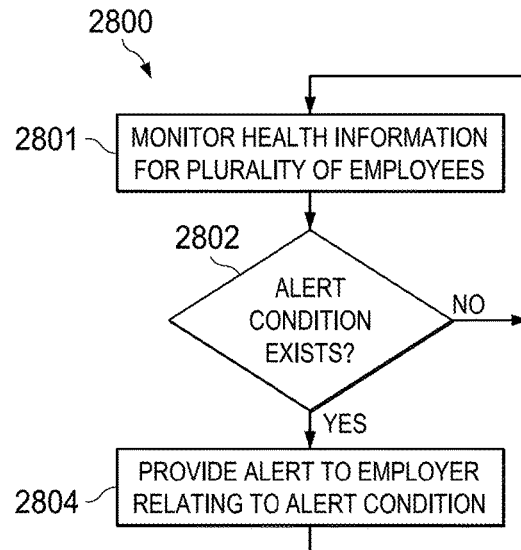 2800
2801
MONITOR HEALTH INFORMATION
FOR PLURALITY OF EMPLOYEES
2802
ALERT
CONDITION
EXISTS?
NO
YES
2804
PROVIDE ALERT TO EMPLOYER
RELATING TO ALERT CONDITION